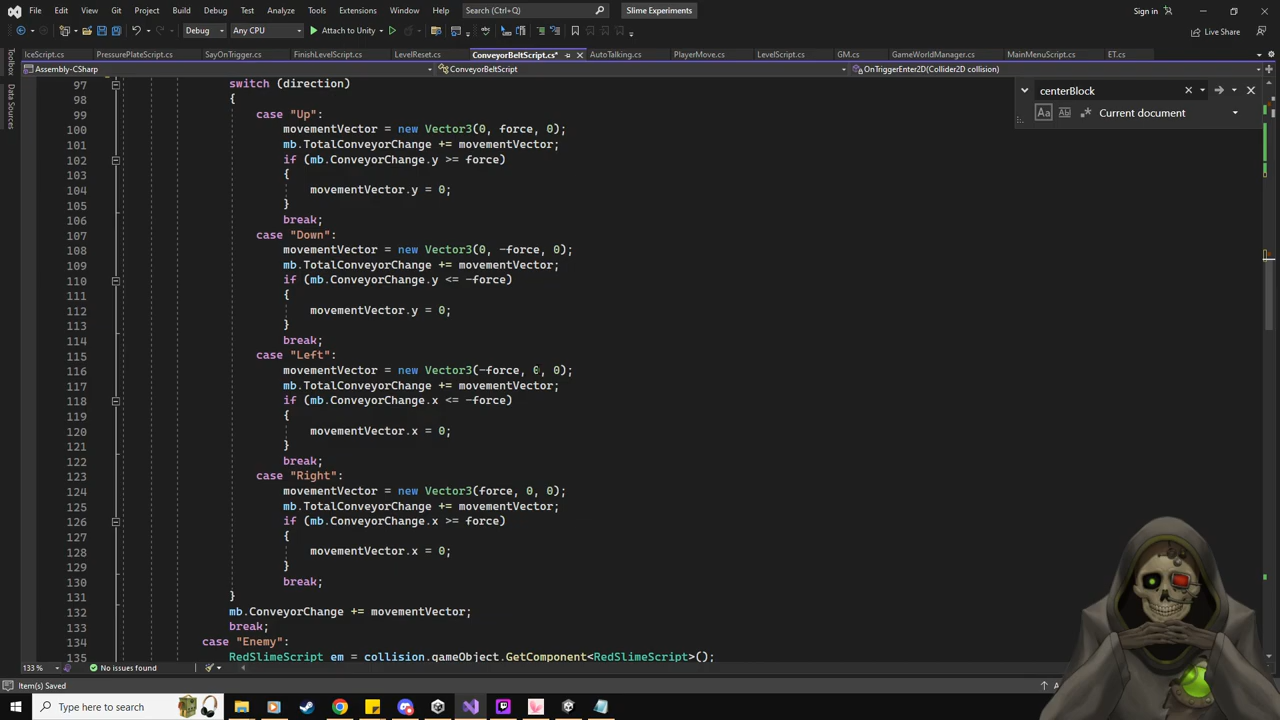 File Edit View Git Project Build Debug Test Analyze Tools Extensions Window Help Search (Ctrl+Q) Slime Experiments Sign in
Debug Any CPU Attach to Unity Live Share
IceScript.cs PressurePlateScript.cs SayOnTrigger.cs FinishLevelScript.cs LevelReset.cs ConveyorBeltScript.cs* AutoTalking.cs PlayerMove.cs LevelScript.cs GM.cs GameWorldManager.cs MainMenuScript.cs ET.cs
Assembly-CSharp ConveyorBeltScript OnTriggerEnter2D(Collider2D collision)
Toolbox
Data Sources
centerBlock
Current document
97 switch (direction)
98 {
99 case "Up":
100 movementVector = new Vector3(0, force, 0);
101 mb.TotalConveyorChange += movementVector;
102 if (mb.ConveyorChange.y >= force)
103 {
104 movementVector.y = 0;
105 }
106 break;
107 case "Down":
108 movementVector = new Vector3(0, -force, 0);
109 mb.TotalConveyorChange += movementVector;
110 if (mb.ConveyorChange.y <= -force)
111 {
112 movementVector.y = 0;
113 }
114 break;
115 case "Left":
116 movementVector = new Vector3(-force, 0, 0);
117 mb.TotalConveyorChange += movementVector;
118 if (mb.ConveyorChange.x <= -force)
119 {
120 movementVector.x = 0;
121 }
122 break;
123 case "Right":
124 movementVector = new Vector3(force, 0, 0);
125 mb.TotalConveyorChange += movementVector;
126 if (mb.ConveyorChange.x >= force)
127 {
128 movementVector.x = 0;
129 }
130 break;
131 }
132 mb.ConveyorChange += movementVector;
133 break;
134 case "Enemy":
135 RedSlimeScript em = collision.gameObject.GetComponent<RedSlimeScript>();
133 % No issues found
Item(s) Saved
Type here to search